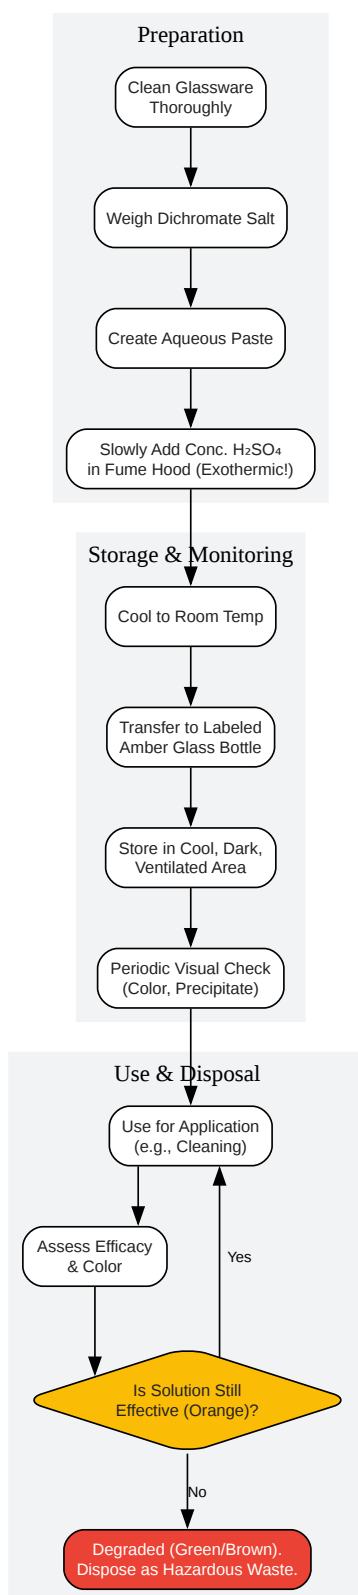 Preparation
Clean Glassware
Thoroughly
Weigh Dichromate Salt
Create Aqueous Paste
Slowly Add Conc. H₂SO₄
in Fume Hood (Exothermic!)
Storage & Monitoring
Cool to Room Temp
Transfer to Labeled
Amber Glass Bottle
Store in Cool, Dark,
Ventilated Area
Periodic Visual Check
(Color, Precipitate)
Use & Disposal
Use for Application
(e.g., Cleaning)
Assess Efficacy
& Color
Yes
Is Solution Still
Effective (Orange)?
No
Degraded (Green/Brown).
Dispose as Hazardous Waste.